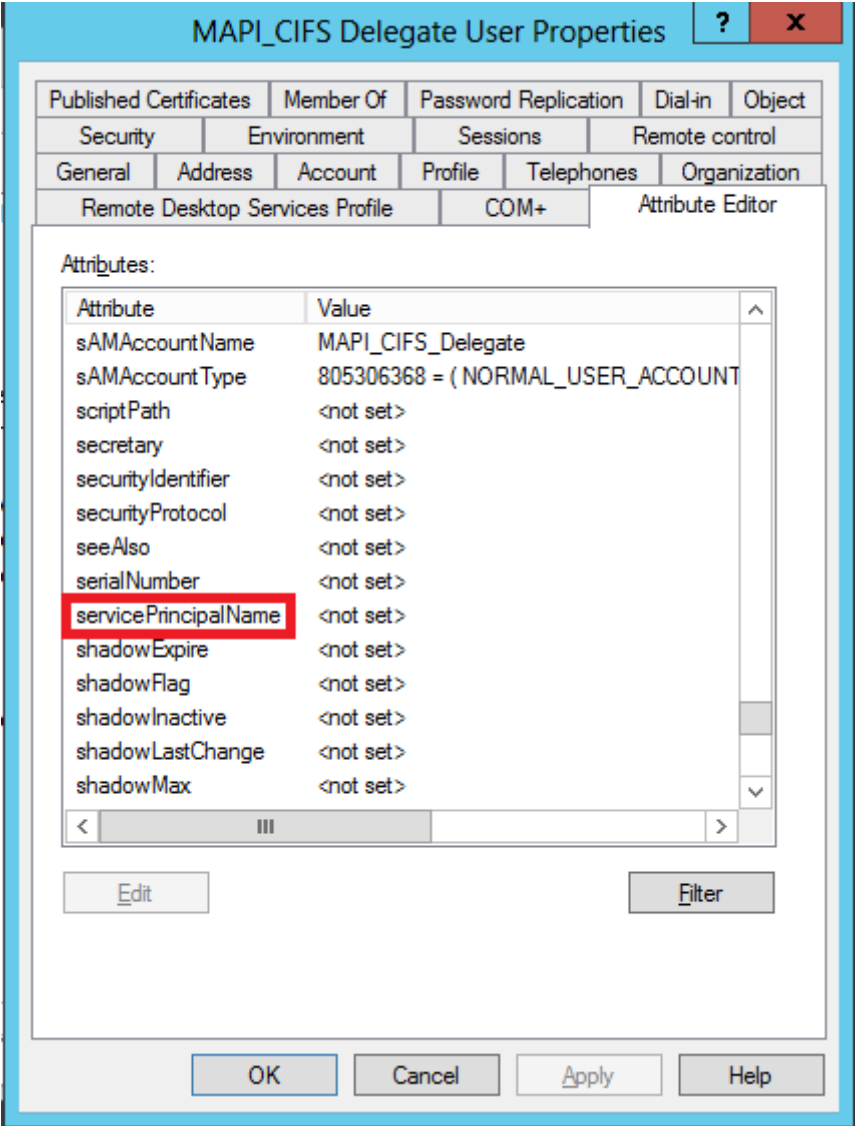 MAPI_CIFS Delegate User Properties ? x
Published Certificates Member Of Password Replication Dial-in Object
Security Environment Sessions Remote control
General Address Account Profile Telephones Organization
Remote Desktop Services Profile COM+ Attribute Editor
Attributes:
Attribute Value
sAMAccountName MAPI_CIFS_Delegate
sAMAccountType 805306368 = ( NORMAL_USER_ACCOUNT
scriptPath <not set>
secretary <not set>
securityIdentifier <not set>
securityProtocol <not set>
seeAlso <not set>
serialNumber <not set>
servicePrincipalName <not set>
shadowExpire <not set>
shadowFlag <not set>
shadowInactive <not set>
shadowLastChange <not set>
shadowMax <not set>
Edit Filter
OK Cancel Apply Help